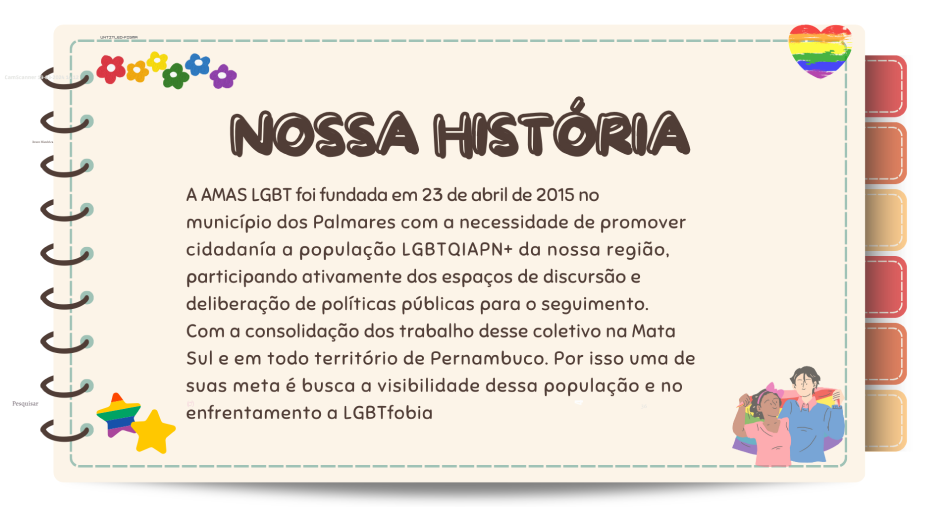 NOSSA HISTÓRIA
A AMAS LGBT foi fundada em 23 de abril de 2015 no
município dos Palmares com a necessidade de promover
cidadanía a população LGBTQIAPN+ da nossa região,
participando ativamente dos espaços de discursão e
deliberação de políticas públicas para o seguimento.
Com a consolidação dos trabalho desse coletivo na Mata
Sul e em todo território de Pernambuco. Por isso uma de
suas meta é busca a visibilidade dessa população e no
enfrentamento a LGBTfobia
Pesquisar